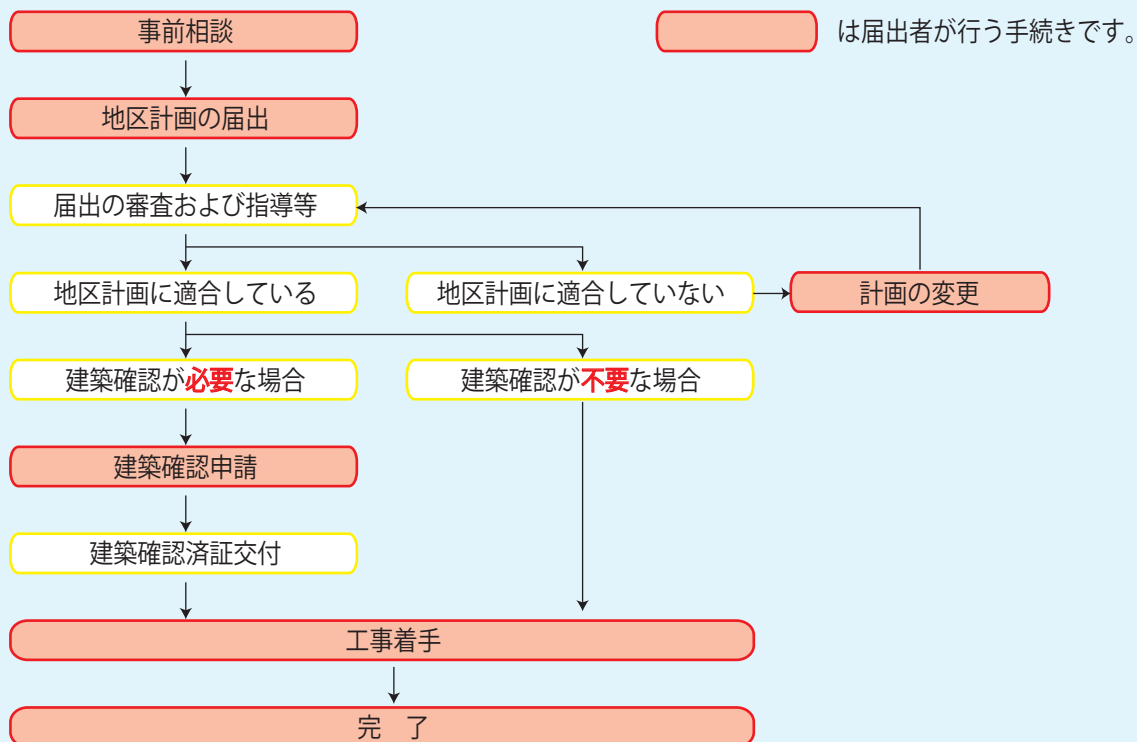 事前相談
は届出者が行う手続きです。
地区計画の届出
届出の審査および指導等
地区計画に適合している
地区計画に適合していない
計画の変更
建築確認が必要な場合
建築確認が不要な場合
建築確認申請
建築確認済証交付
工事着手
完　了